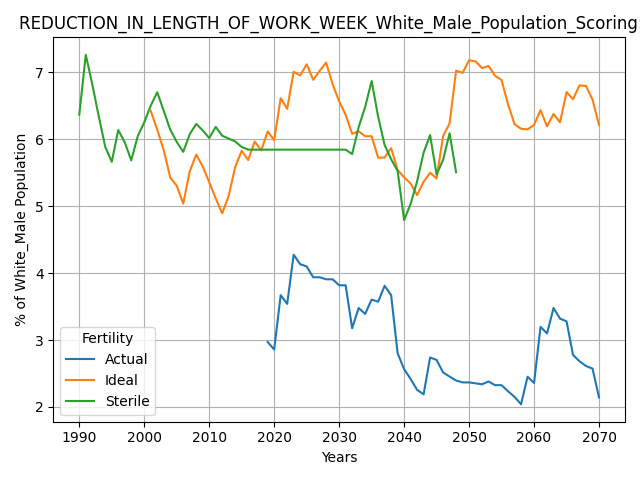 REDUCTION_IN_LENGTH_OF_WORK_WEEK_White_Male_Population_Scoring
% of White_Male Population
7
6
5
4
3
2
Fertility
Actual
Ideal
Sterile
1990 2000 2010 2020 2030 2040 2050 2060 2070
Years